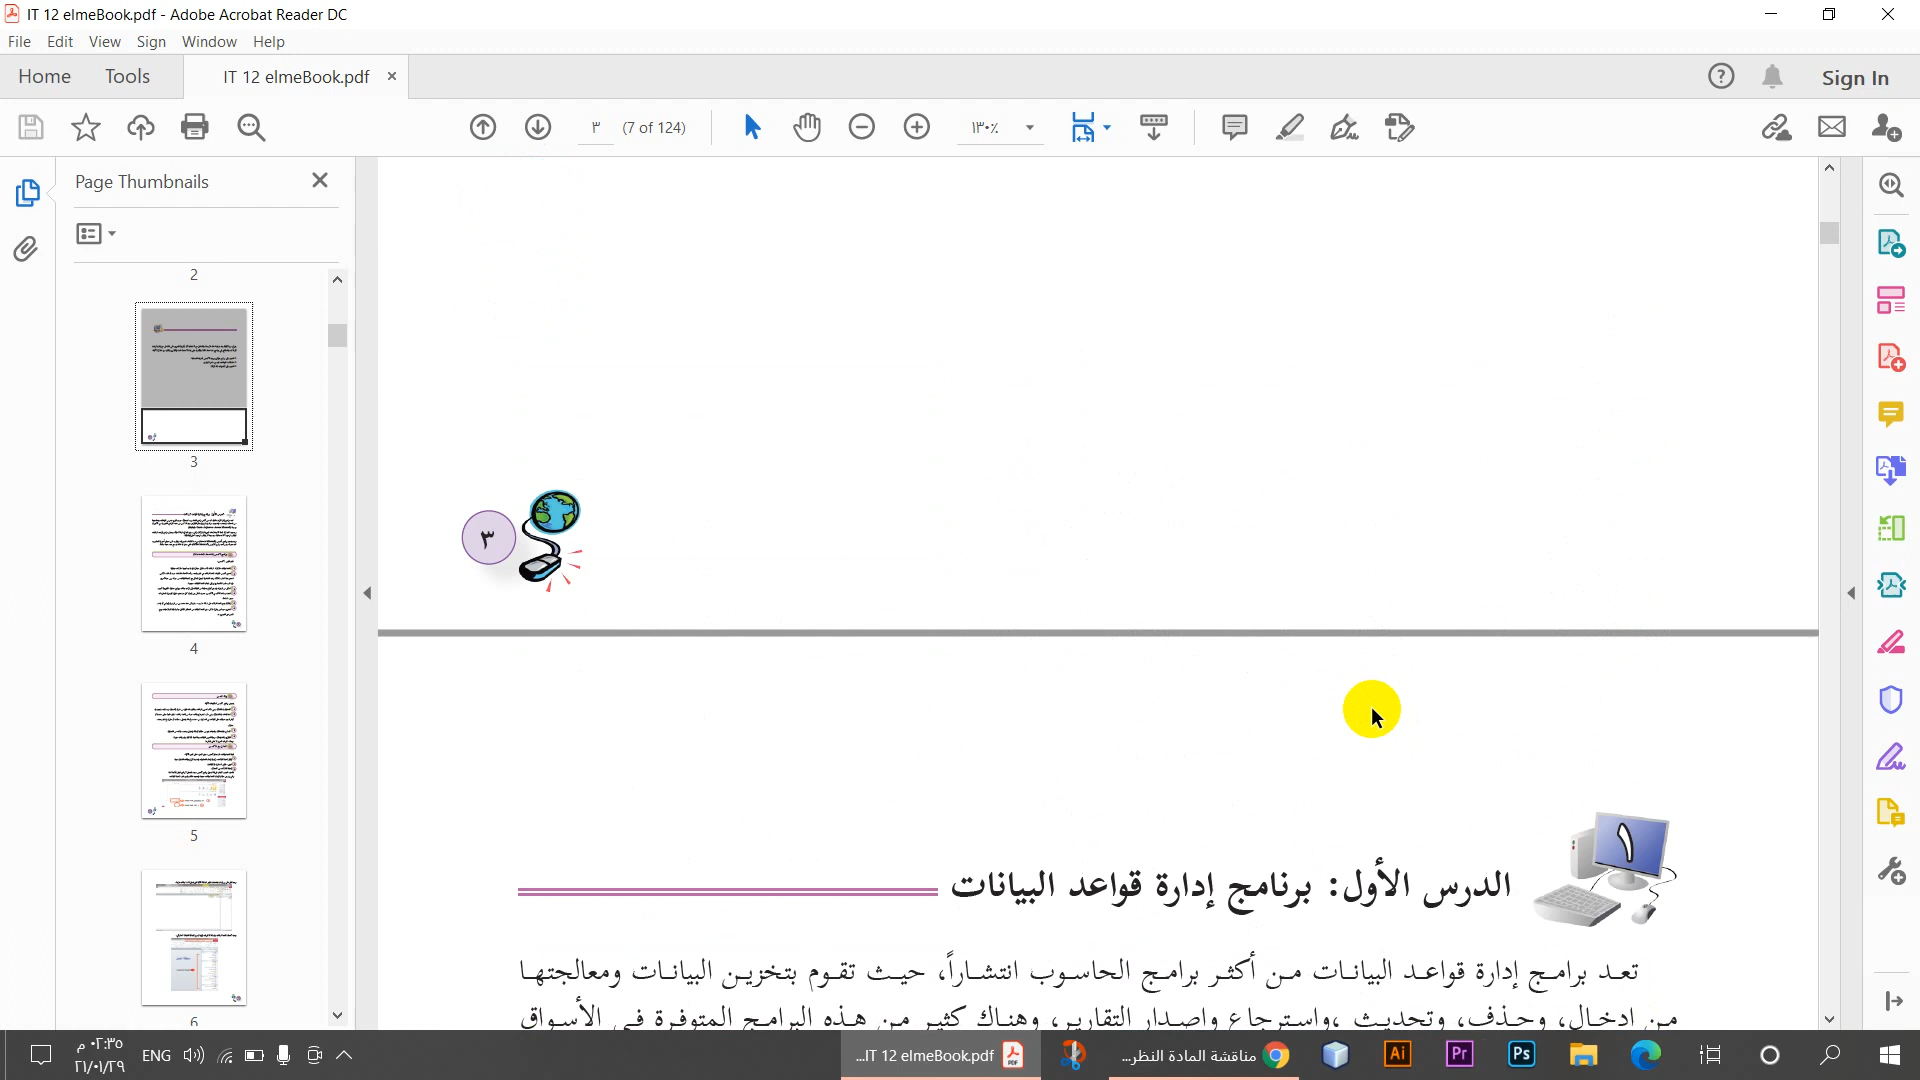 IT 12 elmeBook.pdf - Adobe Acrobat Reader DC
File Edit View Sign Window Help
Home Tools IT 12 elmeBook.pdf Sign In
٣ (7 of 124) ١٣٠٪
Page Thumbnails
2
3
4
5
6
٣
١
الدرس الأول: برنامج إدارة قواعد البيانات
تعد برامج إدارة قواعد البيانات من أكثر برامج الحاسوب انتشاراً، حيث تقوم بتخزين البيانات ومعالجتها
من ادخال، وحذف، وتحديث ،واسترجاع واصدار التقارير، وهناك كثير من هذه البرامج المتوفرة في الأسواق
٠٢:٣٥ م
٢١/٠١/٢٩
ENG
IT 12 elmeBook.pdf...
مناقشة المادة النظر...
Ai
Pr
Ps